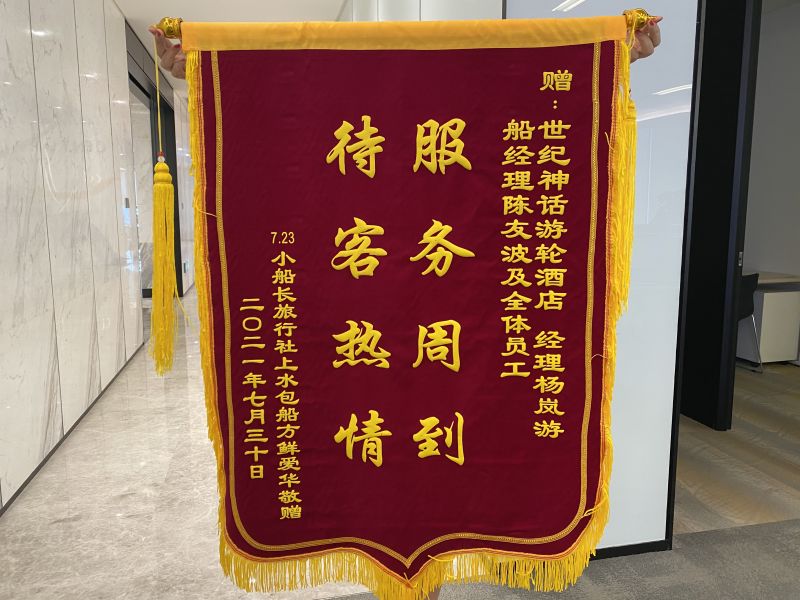 赠：世纪神话游轮酒店 经理杨岚游
船经理陈友波及全体员工
服务周到
待客热情
7.23小船长旅行社上水包船方鲜爱华敬赠
二〇二一年七月三十日